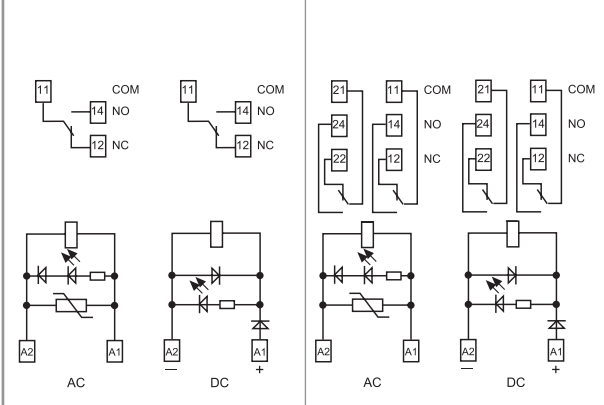 11 COM
14 NO
12 NC
11 COM
14 NO
12 NC
21 11 COM
24 14 NO
22 12 NC
21 11 COM
24 14 NO
22 12 NC
A2 A1
AC
A2 A1
— +
DC
A2 A1
AC
A2 A1
— +
DC